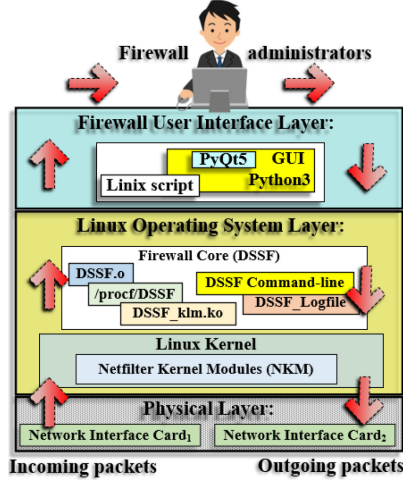 Firewall administrators
Firewall User Interface Layer:
PyQt5 GUI
Python3
Linix script
Linux Operating System Layer:
Firewall Core (DSSF)
DSSF.o
DSSF Command-line
/procf/DSSF
DSSF_Logfile
DSSF_klm.ko
Linux Kernel
Netfilter Kernel Modules (NKM)
Physical Layer:
Network Interface Card₁ Network Interface Card₂
Incoming packets Outgoing packets